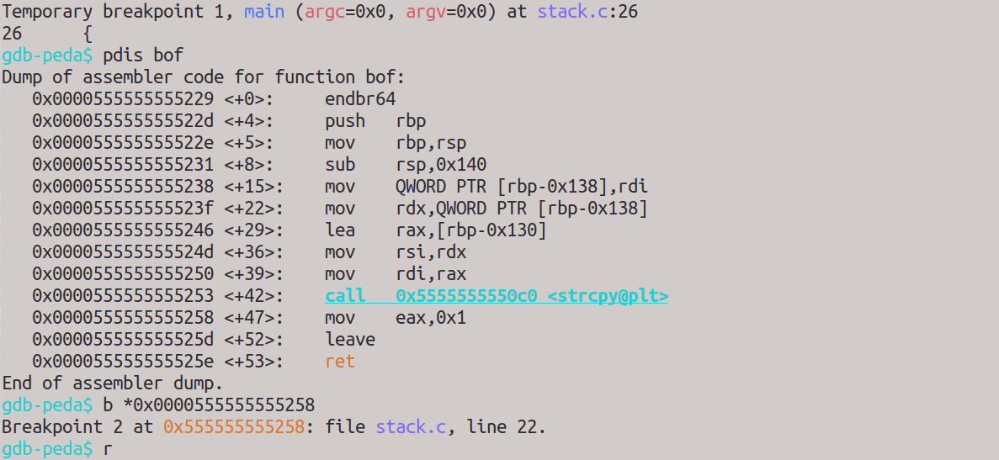 Temporary breakpoint 1, main (argc=0x0, argv=0x0) at stack.c:26
26      {
gdb-peda$ pdis bof
Dump of assembler code for function bof:
   0x0000555555555229 <+0>:     endbr64
   0x000055555555522d <+4>:     push   rbp
   0x000055555555522e <+5>:     mov    rbp,rsp
   0x0000555555555231 <+8>:     sub    rsp,0x140
   0x0000555555555238 <+15>:    mov    QWORD PTR [rbp-0x138],rdi
   0x000055555555523f <+22>:    mov    rdx,QWORD PTR [rbp-0x138]
   0x0000555555555246 <+29>:    lea    rax,[rbp-0x130]
   0x000055555555524d <+36>:    mov    rsi,rdx
   0x0000555555555250 <+39>:    mov    rdi,rax
   0x0000555555555253 <+42>:    call   0x5555555550c0 <strcpy@plt>
   0x0000555555555258 <+47>:    mov    eax,0x1
   0x000055555555525d <+52>:    leave
   0x000055555555525e <+53>:    ret
End of assembler dump.
gdb-peda$ b *0x0000555555555258
Breakpoint 2 at 0x555555555258: file stack.c, line 22.
gdb-peda$ r